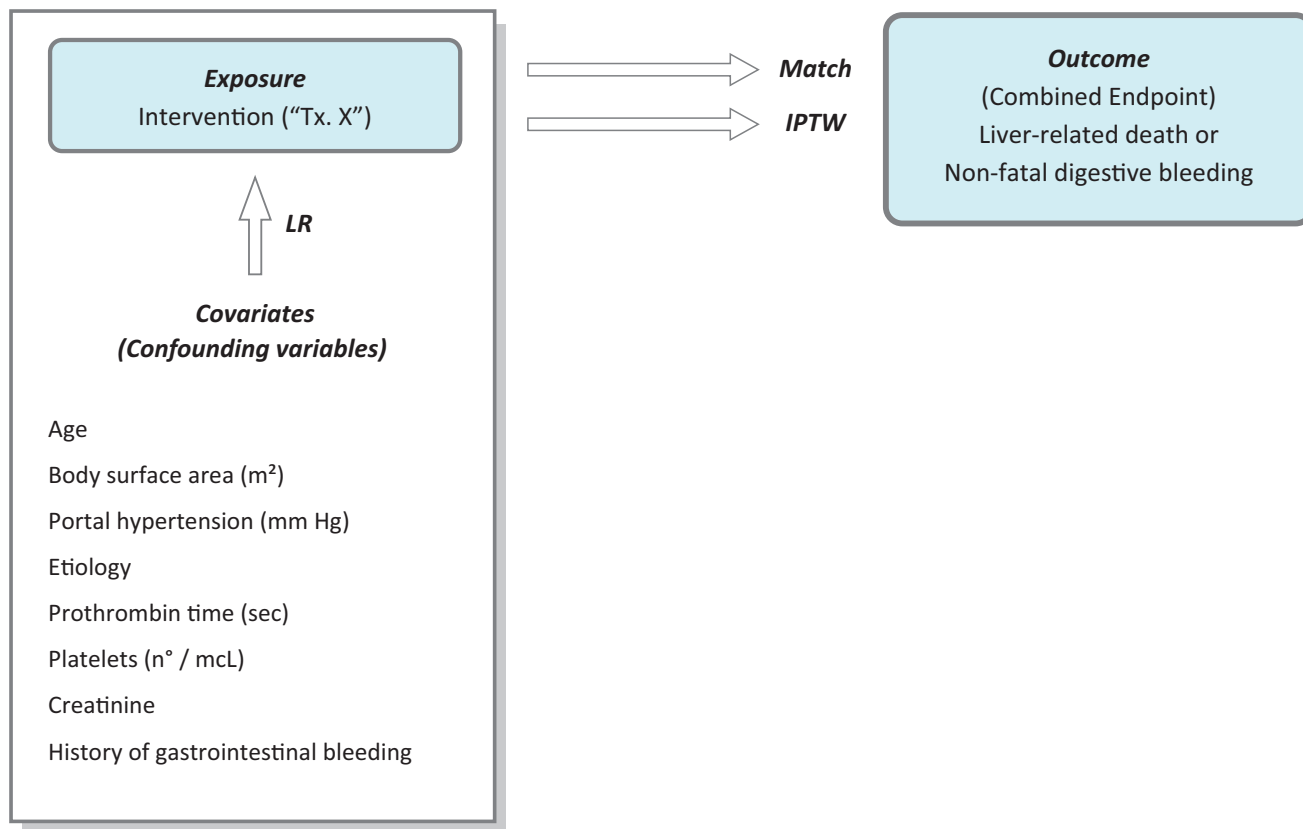 Exposure
Intervention (“Tx. X”)
LR
Covariates
(Confounding variables)
Age
Body surface area (m²)
Portal hypertension (mm Hg)
Etiology
Prothrombin time (sec)
Platelets (n° / mcL)
Creatinine
History of gastrointestinal bleeding
Match
IPTW
Outcome
(Combined Endpoint)
Liver-related death or
Non-fatal digestive bleeding